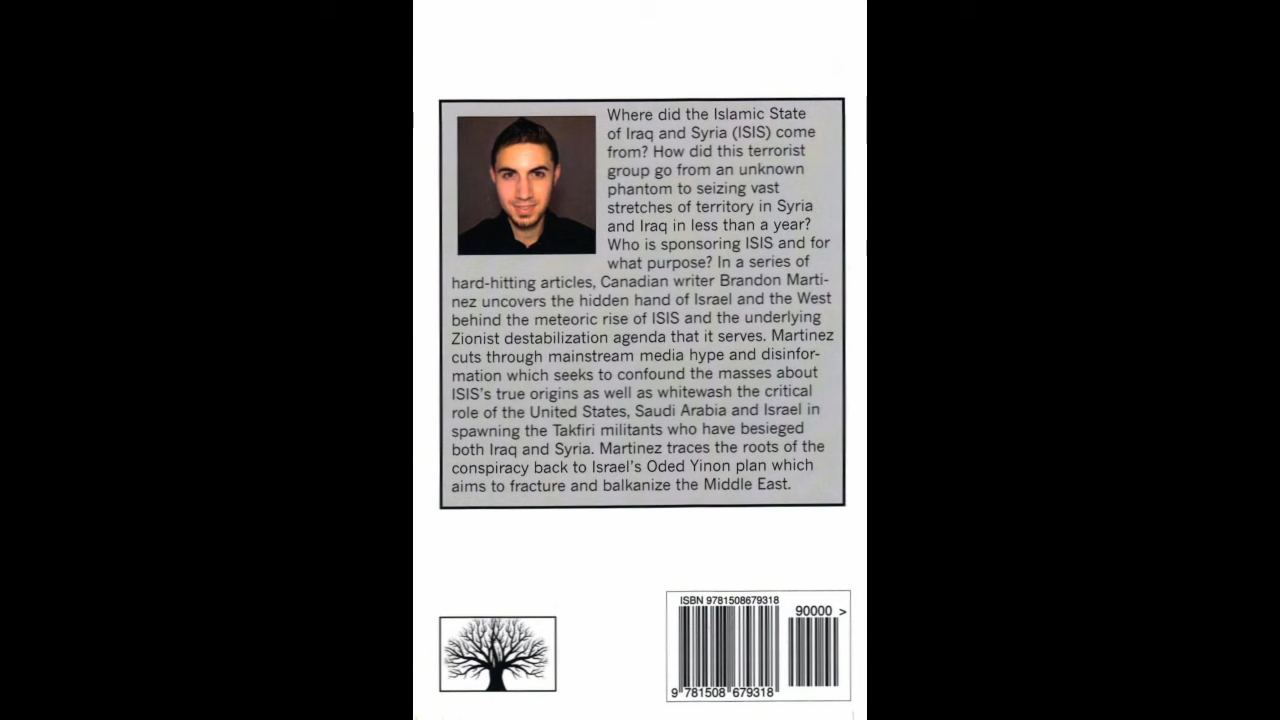 Where did the Islamic State
of Iraq and Syria (ISIS) come
from? How did this terrorist
group go from an unknown
phantom to seizing vast
stretches of territory in Syria
and Iraq in less than a year?
Who is sponsoring ISIS and for
what purpose? In a series of
hard-hitting articles, Canadian writer Brandon Marti-
nez uncovers the hidden hand of Israel and the West
behind the meteoric rise of ISIS and the underlying
Zionist destabilization agenda that it serves. Martinez
cuts through mainstream media hype and disinfor-
mation which seeks to confound the masses about
ISIS's true origins as well as whitewash the critical
role of the United States, Saudi Arabia and Israel in
spawning the Takfiri militants who have besieged
both Iraq and Syria. Martinez traces the roots of the
conspiracy back to Israel's Oded Yinon plan which
aims to fracture and balkanize the Middle East.
ISBN 9781508679318
90000 >
9 781508 679318